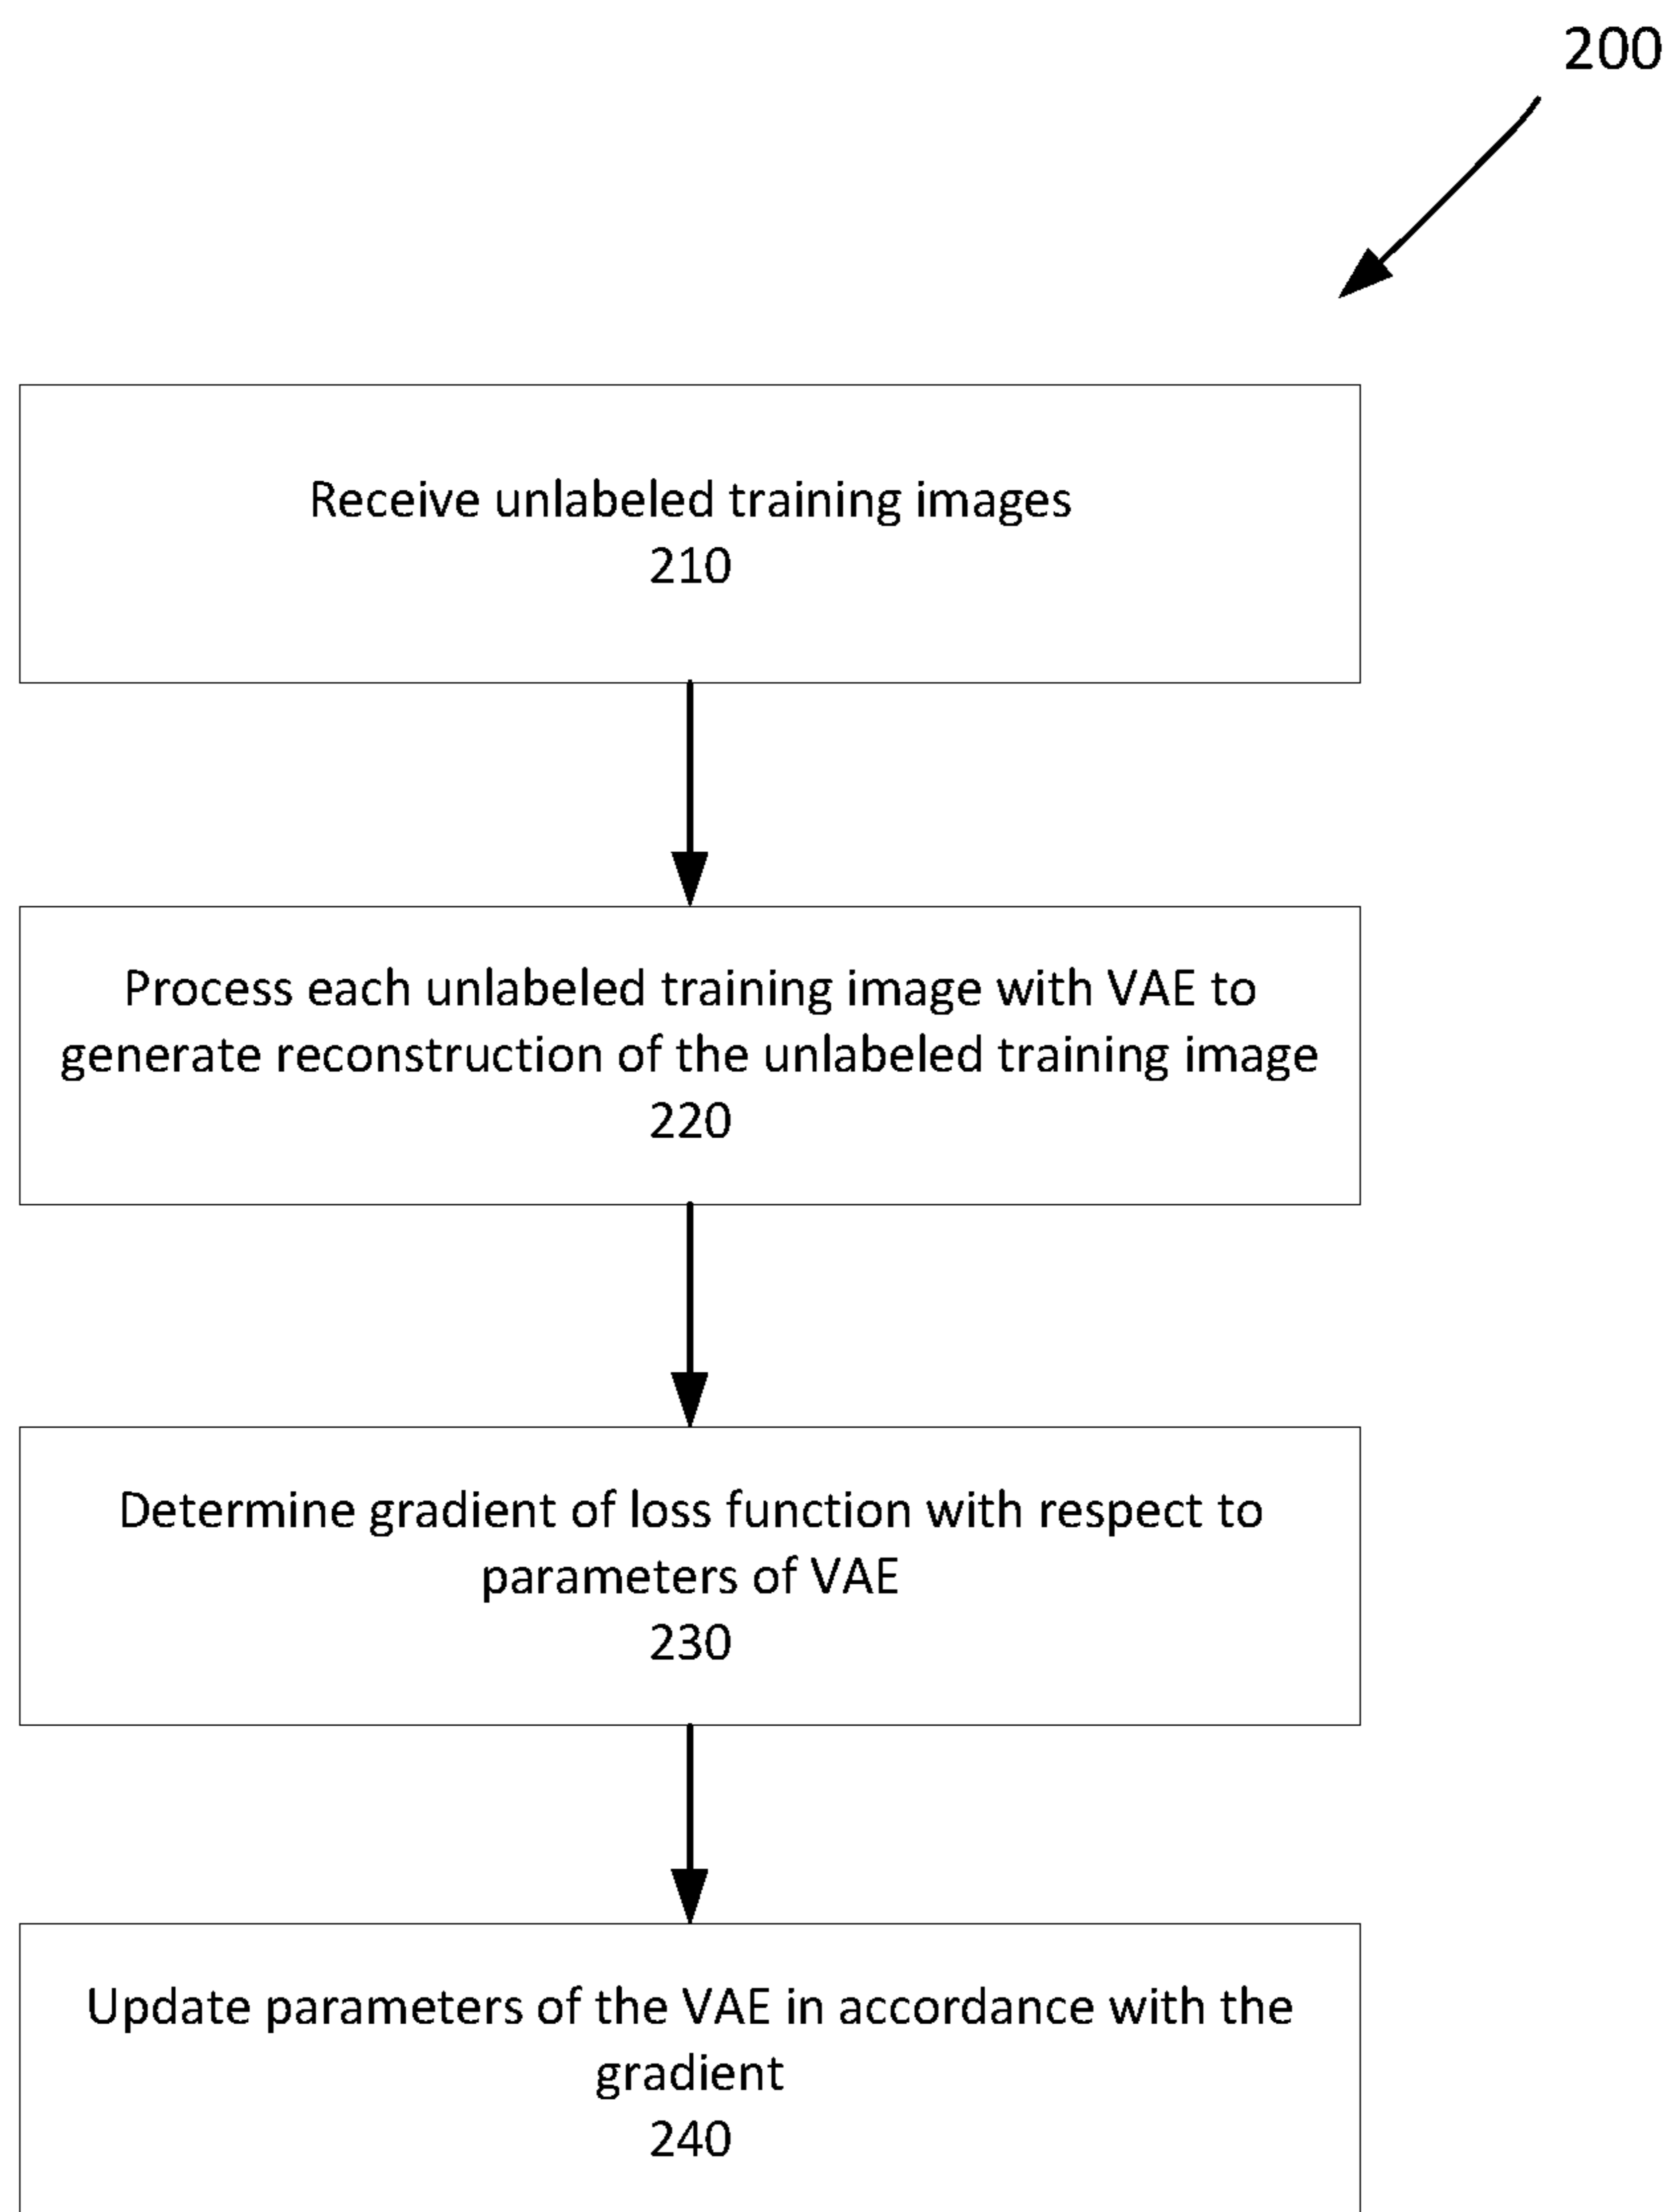 200
Receive unlabeled training images
210
Process each unlabeled training image with VAE to
generate reconstruction of the unlabeled training image
220
Determine gradient of loss function with respect to
parameters of VAE
230
Update parameters of the VAE in accordance with the
gradient
240